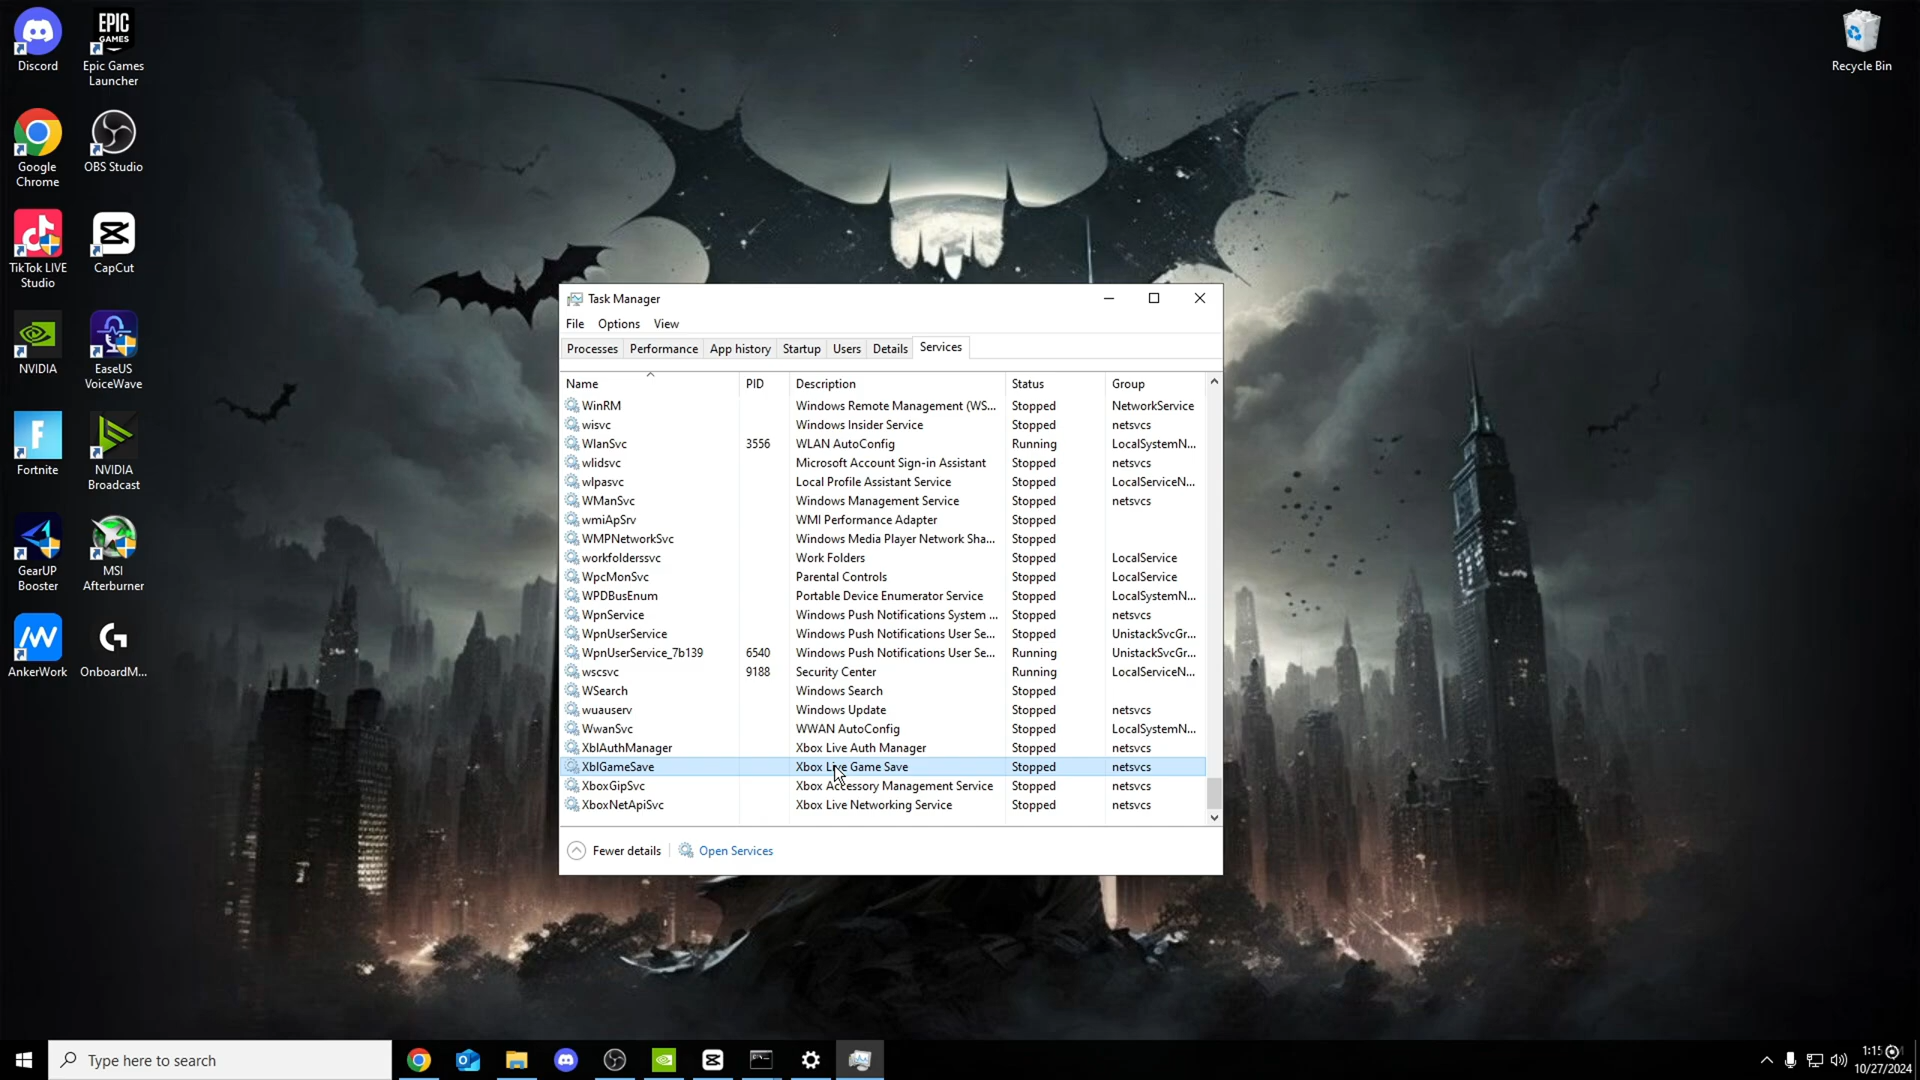 Discord
EPIC
GAMES
Epic Games
Launcher
Google
Chrome
OBS Studio
TikTok LIVE
Studio
CapCut
NVIDIA
EaseUS
VoiceWave
Fortnite
NVIDIA
Broadcast
GearUP
Booster
MSI
Afterburner
AnkerWork
OnboardM...
Recycle Bin
Task Manager
File Options View
Processes Performance App history Startup Users Details Services
Name PID Description Status Group
WinRM Windows Remote Management (WS... Stopped NetworkService
wisvc Windows Insider Service Stopped netsvcs
WlanSvc 3556 WLAN AutoConfig Running LocalSystemN...
wlidsvc Microsoft Account Sign-in Assistant Stopped netsvcs
wlpasvc Local Profile Assistant Service Stopped LocalServiceN...
WManSvc Windows Management Service Stopped netsvcs
wmiApSrv WMI Performance Adapter Stopped
WMPNetworkSvc Windows Media Player Network Sha... Stopped
workfolderssvc Work Folders Stopped LocalService
WpcMonSvc Parental Controls Stopped LocalService
WPDBusEnum Portable Device Enumerator Service Stopped LocalSystemN...
WpnService Windows Push Notifications System ... Stopped netsvcs
WpnUserService Windows Push Notifications User Se... Stopped UnistackSvcGr...
WpnUserService_7b139 6540 Windows Push Notifications User Se... Running UnistackSvcGr...
wscsvc 9188 Security Center Running LocalServiceN...
WSearch Windows Search Stopped
wuauserv Windows Update Stopped netsvcs
WwanSvc WWAN AutoConfig Stopped LocalSystemN...
XblAuthManager Xbox Live Auth Manager Stopped netsvcs
XblGameSave Xbox Live Game Save Stopped netsvcs
XboxGipSvc Xbox Accessory Management Service Stopped netsvcs
XboxNetApiSvc Xbox Live Networking Service Stopped netsvcs
Fewer details Open Services
Type here to search
1:15
10/27/2024